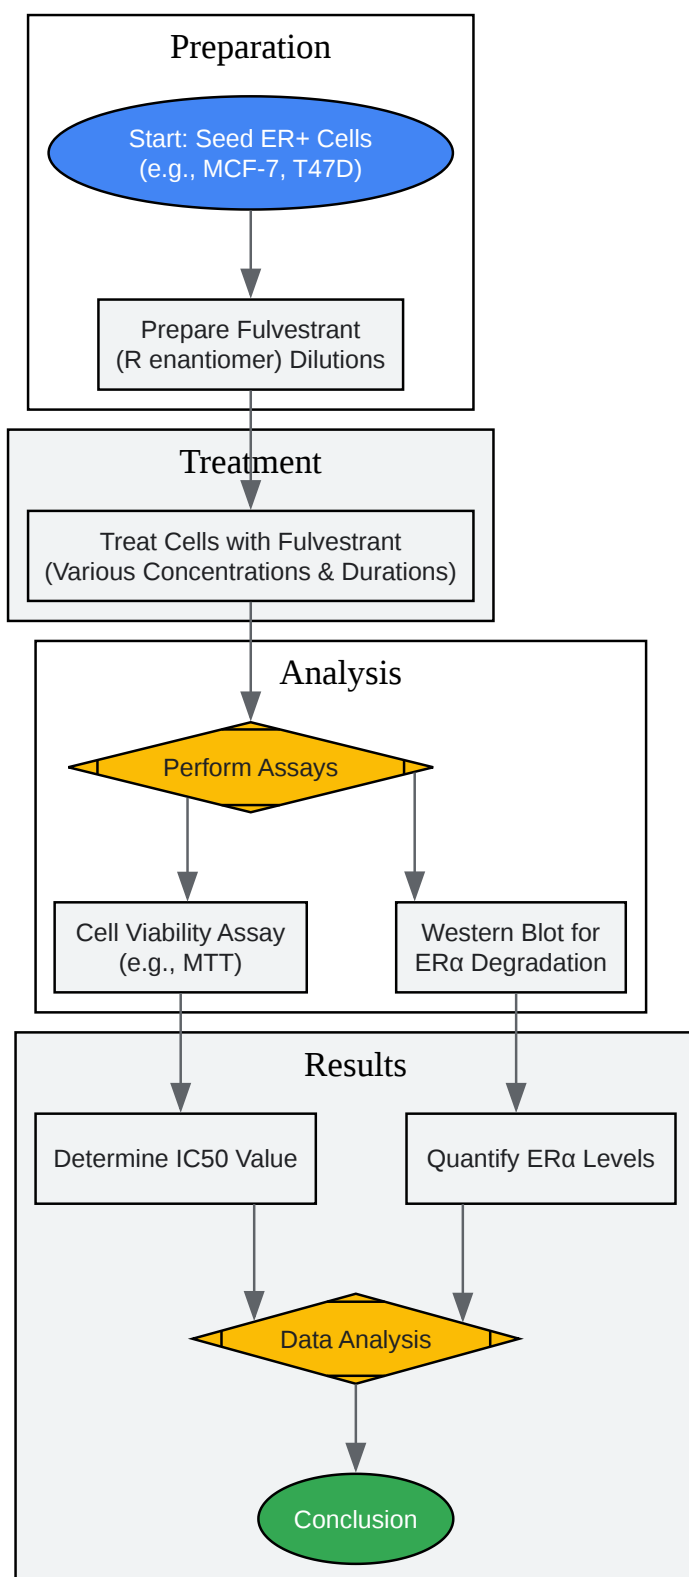 Preparation
Start: Seed ER+ Cells
(e.g., MCF-7, T47D)
Prepare Fulvestrant
(R enantiomer) Dilutions
Treatment
Treat Cells with Fulvestrant
(Various Concentrations & Durations)
Analysis
Perform Assays
Cell Viability Assay
(e.g., MTT)
Western Blot for
ERα Degradation
Results
Determine IC50 Value
Quantify ERα Levels
Data Analysis
Conclusion